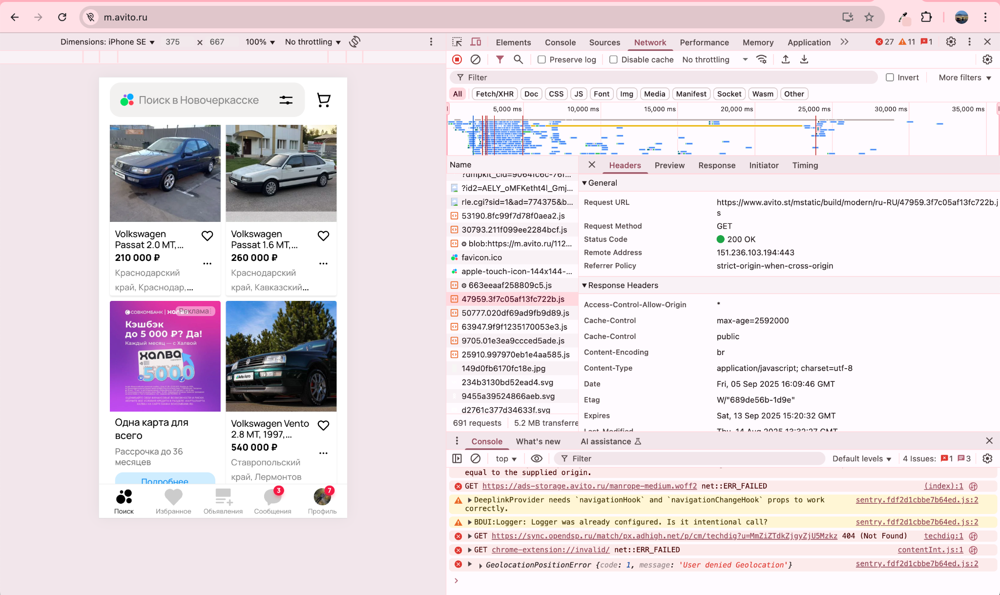 m.avito.ru
Dimensions: iPhone SE ▼ 375 × 667 100% ▼ No throttling ▼
Elements Console Sources Network Performance Memory Application 27 11 1
Preserve log Disable cache No throttling
Filter Invert More filters ▼
All Fetch/XHR Doc CSS JS Font Img Media Manifest Socket Wasm Other
5,000 ms 10,000 ms 15,000 ms 20,000 ms 25,000 ms 30,000 ms 35,000 ms
Поиск в Новочеркасске
Volkswagen
Passat 2.0 MT,...
210 000 ₽
Краснодарский
край, Краснодар,...
Volkswagen
Passat 1.6 MT,...
260 000 ₽
Краснодарский
край, Кавказский...
СОВКОМБАНК | ХАЛВА
Реклама
Кэшбэк
до 5 000 ₽? Да!
Каждый месяц — с Халвой
ХАЛВА
5000
Одна карта для
всего
Рассрочка до 36
месяцев
Подробнее
Avito Авто
Volkswagen Vento
2.8 MT, 1997,...
540 000 ₽
Ставропольский
край, Лермонтов
3 7
Поиск Избранное Объявления Сообщения Профиль
Name
?dmpkit_cid=9064fc6c-76f...
?id2=AELY_oMFKetht4l_Gmj...
rle.cgi?sid=1&ad=774375&b...
53190.8fc99f7d78f0aea2.js
30793.211f099ee2284bcf.js
blob:https://m.avito.ru/112...
favicon.ico
apple-touch-icon-144x144-...
663eeaaf258809c5.js
47959.3f7c05af13fc722b.js
50777.020df69ad9fb9d89.js
63947.9f9f1235170053e3.js
9705.01e3ea9ccced5ade.js
25910.997970eb1e4aa585.js
149d0fb6170fc18e.jpg
234b3130bd52ead4.svg
9455a39524866aeb.svg
d2761c377d34633f.svg
691 requests 5.2 MB transferre
Headers Preview Response Initiator Timing
General
Request URL https://www.avito.st/mstatic/build/modern/ru-RU/47959.3f7c05af13fc722b.j
s
Request Method GET
Status Code 200 OK
Remote Address 151.236.103.194:443
Referrer Policy strict-origin-when-cross-origin
Response Headers
Access-Control-Allow-Origin *
Cache-Control max-age=2592000
Cache-Control public
Content-Encoding br
Content-Type application/javascript; charset=utf-8
Date Fri, 05 Sep 2025 16:09:46 GMT
Etag W/"689de56b-1d9e"
Expires Sat, 13 Sep 2025 15:20:32 GMT
Last-Modified Thu, 14 Aug 2025 13:32:27 GMT
Console What's new AI assistance
top ▼ Filter Default levels ▼ 4 Issues: 1 3
equal to the supplied origin.
GET https://ads-storage.avito.ru/manrope-medium.woff2 net::ERR_FAILED (index):1
DeeplinkProvider needs `navigationHook` and `navigationChangeHook` props to work sentry.fdf2d1cbbe7b64ed.js:2
correctly.
BDUI:Logger: Logger was already configured. Is it intentional call? sentry.fdf2d1cbbe7b64ed.js:2
GET https://sync.opendsp.ru/match/px.adhigh.net/p/cm/techdig?u=MmZiZTdkZjgyZjU5Mzkz 404 (Not Found) techdig:1
GET chrome-extension://invalid/ net::ERR_FAILED contentInt.js:1
GeolocationPositionError {code: 1, message: 'User denied Geolocation'} sentry.fdf2d1cbbe7b64ed.js:2